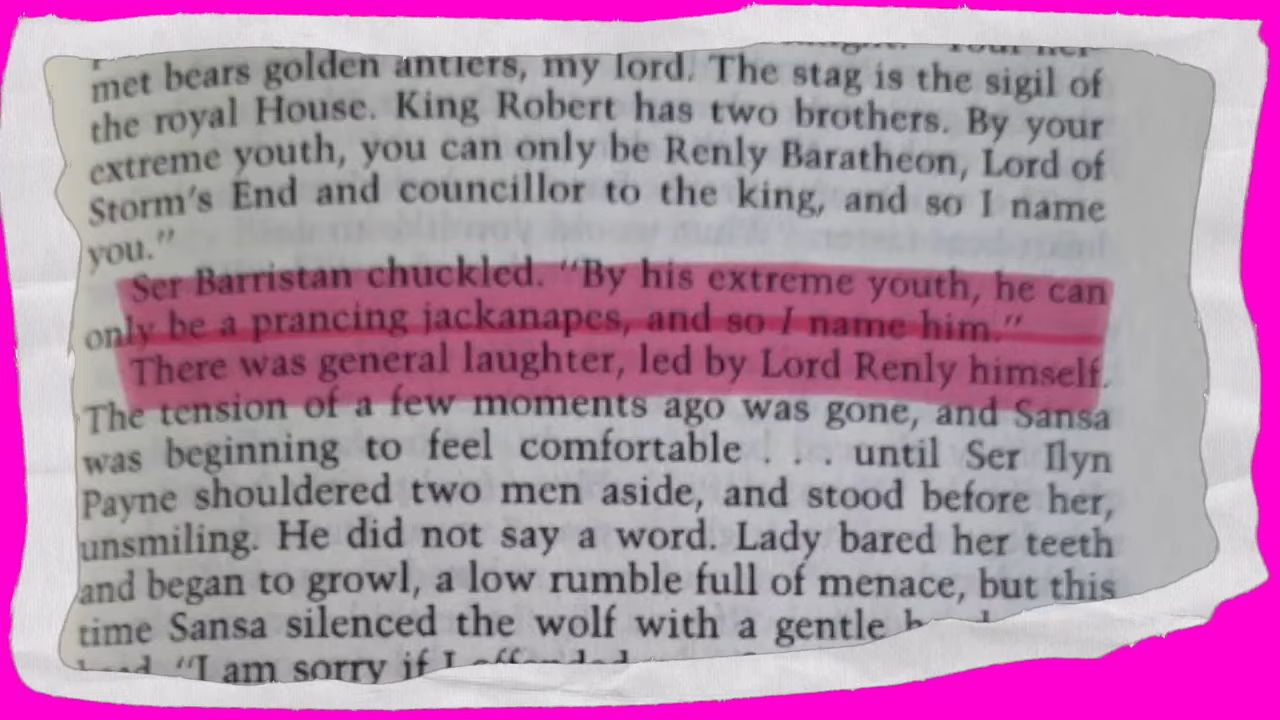 met bears golden antlers, my lord. The stag is the sigil of
the royal House. King Robert has two brothers. By your
extreme youth, you can only be Renly Baratheon, Lord of
Storm's End and councillor to the king, and so I name
you."
Ser Barristan chuckled. "By his extreme youth, he can
only be a prancing jackanapes, and so I name him."
There was general laughter, led by Lord Renly himself.
The tension of a few moments ago was gone, and Sansa
was beginning to feel comfortable . . . until Ser Ilyn
Payne shouldered two men aside, and stood before her,
unsmiling. He did not say a word. Lady bared her teeth
and began to growl, a low rumble full of menace, but this
time Sansa silenced the wolf with a gentle
"I am sorry if I offended